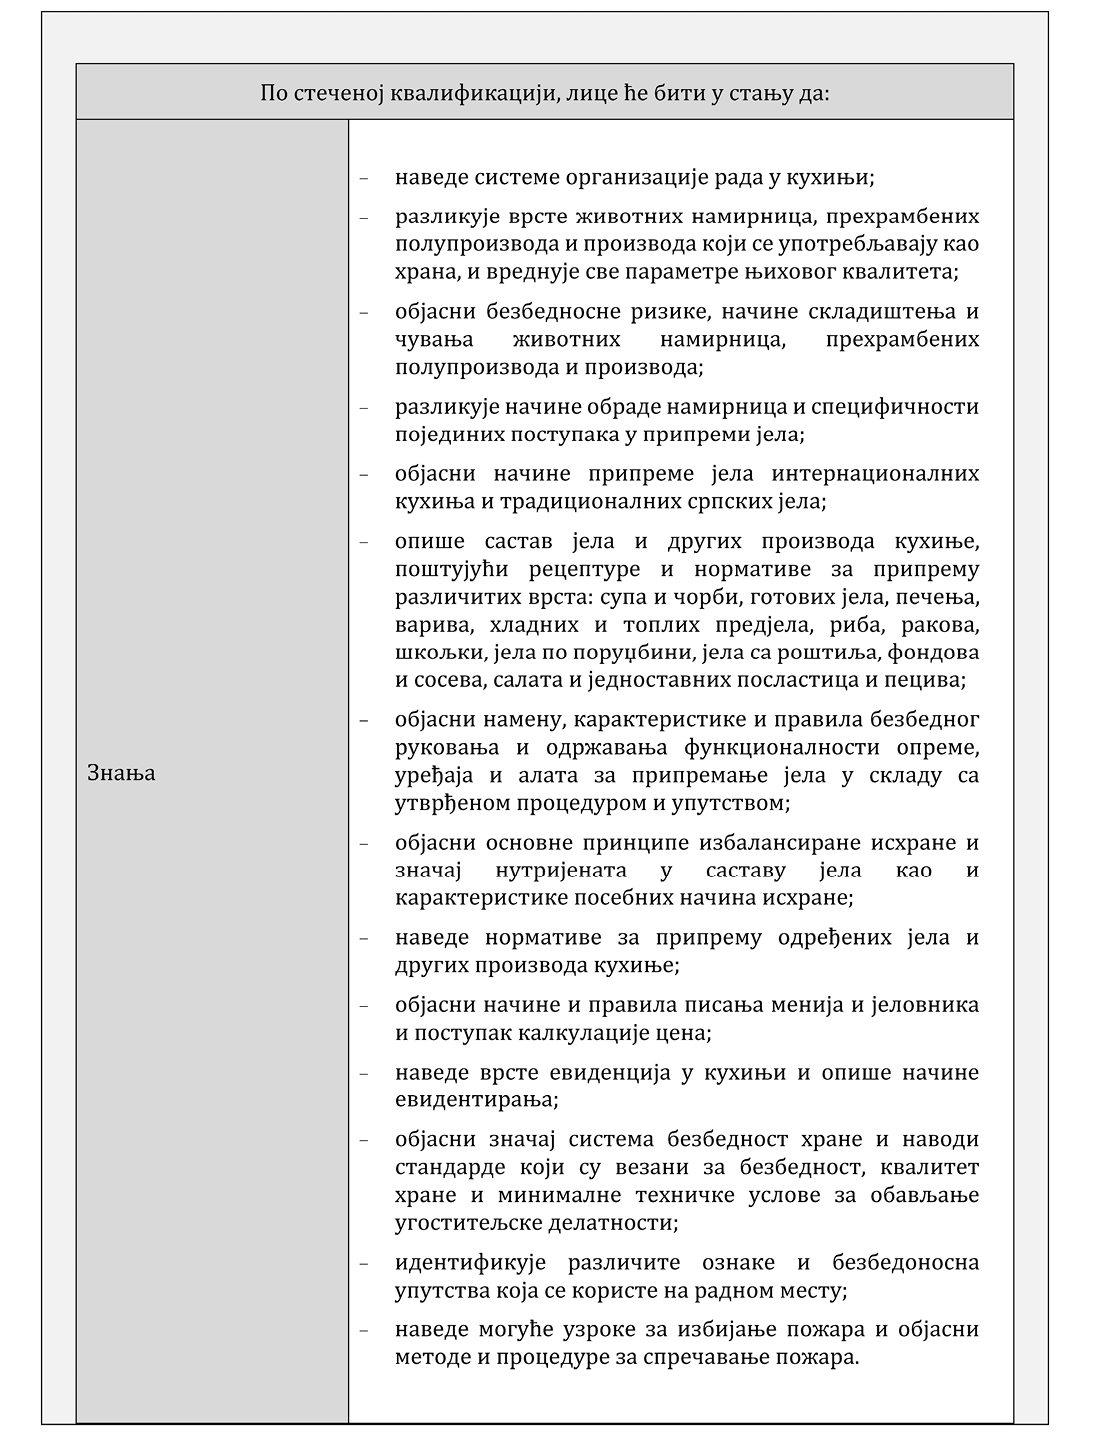 По стеченој квалификацији, лице ће бити у стању да:
Знања
– наведе системе организације рада у кухињи;
– разликује врсте животних намирница, прехрамбених
полупроизвода и производа који се употребљавају као
храна, и вреднује све параметре њиховог квалитета;
– објасни безбедносне ризике, начине складиштења и
чувања животних намирница, прехрамбених
полупроизвода и производа;
– разликује начине обраде намирница и специфичности
појединих поступака у припреми јела;
– објасни начине припреме јела интернационалних
кухиња и традиционалних српских јела;
– опише састав јела и других производа кухиње,
поштујући рецептуре и нормативе за припрему
различитих врста: супа и чорби, готових јела, печења,
варива, хладних и топлих предјела, риба, ракова,
шкољки, јела по поруџбини, јела са роштиља, фондова
и сосева, салата и једноставних посластица и пецива;
– објасни намену, карактеристике и правила безбедног
руковања и одржавања функционалности опреме,
уређаја и алата за припремање јела у складу са
утврђеном процедуром и упутством;
– објасни основне принципе избалансиране исхране и
значај нутријената у саставу јела као и
карактеристике посебних начина исхране;
– наведе нормативе за припрему одређених јела и
других производа кухиње;
– објасни начине и правила писања менија и јеловника
и поступак калкулације цена;
– наведе врсте евиденција у кухињи и опише начине
евидентирања;
– објасни значај система безбедност хране и наводи
стандарде који су везани за безбедност, квалитет
хране и минималне техничке услове за обављање
угоститељске делатности;
– идентификује различите ознаке и безбедоносна
упутства која се користе на радном месту;
– наведе могуће узроке за избијање пожара и објасни
методе и процедуре за спречавање пожара.